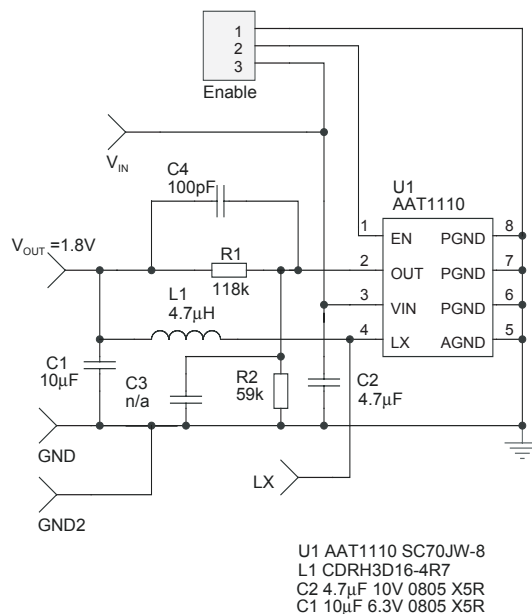 1
2
3
Enable
V_IN
C4
100pF
U1
AAT1110
V_OUT =1.8V
R1
118k
L1
4.7μH
1
2
3
4
EN
OUT
VIN
LX
PGND
PGND
PGND
AGND
8
7
6
5
C1
10μF
C3
n/a
R2
59k
C2
4.7μF
GND
LX
GND2
U1 AAT1110 SC70JW-8
L1 CDRH3D16-4R7
C2 4.7μF 10V 0805 X5R
C1 10μF 6.3V 0805 X5R